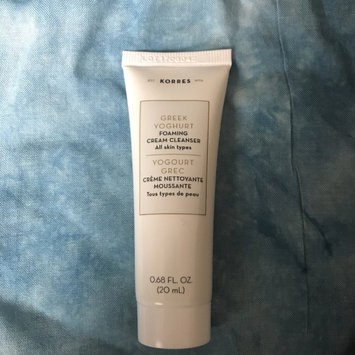 KORRES
GREEK
YOGHURT
FOAMING
CREAM CLEANSER
All skin types
YOGOURT
GREC
CRÈME NETTOYANTE
MOUSSANTE
Tous types de peau
0.68 FL. OZ.
(20 mL)